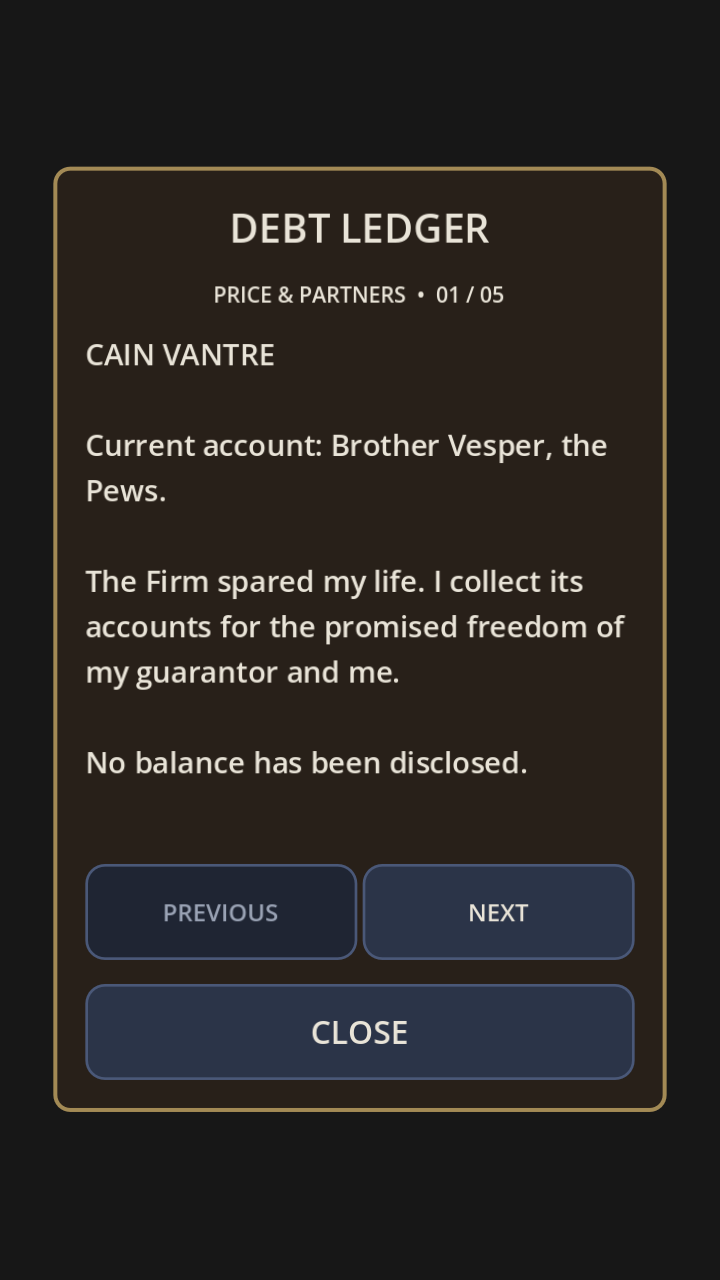 DEBT LEDGER
PRICE & PARTNERS • 01 / 05
CAIN VANTRE
Current account: Brother Vesper, the
Pews.
The Firm spared my life. I collect its
accounts for the promised freedom of
my guarantor and me.
No balance has been disclosed.
PREVIOUS
NEXT
CLOSE